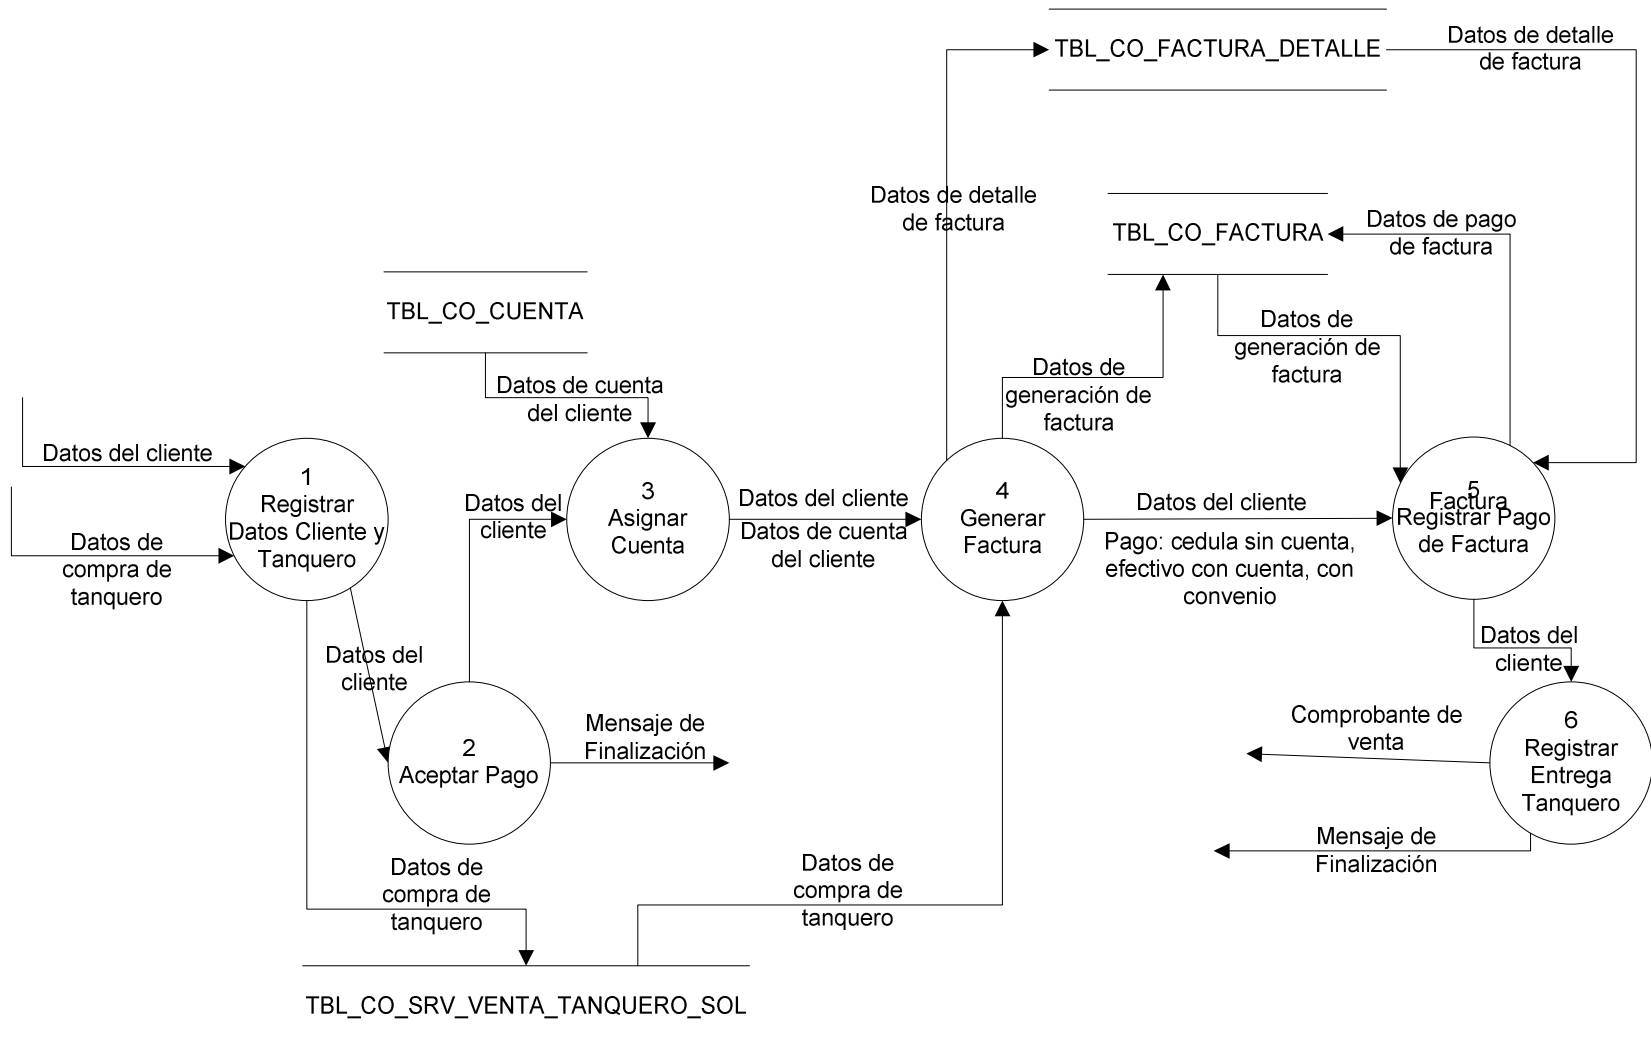 TBL_CO_FACTURA_DETALLE
Datos de detalle
de factura
Datos de detalle
de factura
TBL_CO_FACTURA
Datos de pago
de factura
TBL_CO_CUENTA
Datos de
generación de
factura
Datos de
generación de
factura
Datos de cuenta
del cliente
Datos del cliente
Datos de
compra de
tanquero
1
Registrar
Datos Cliente y
Tanquero
Datos del
cliente
3
Asignar
Cuenta
Datos del cliente
Datos de cuenta
del cliente
4
Generar
Factura
Datos del cliente
Pago: cedula sin cuenta,
efectivo con cuenta, con
convenio
5
Factura
Registrar Pago
de Factura
Datos del
cliente
Datos del
cliente
2
Aceptar Pago
Mensaje de
Finalización
Comprobante de
venta
6
Registrar
Entrega
Tanquero
Mensaje de
Finalización
Datos de
compra de
tanquero
Datos de
compra de
tanquero
TBL_CO_SRV_VENTA_TANQUERO_SOL